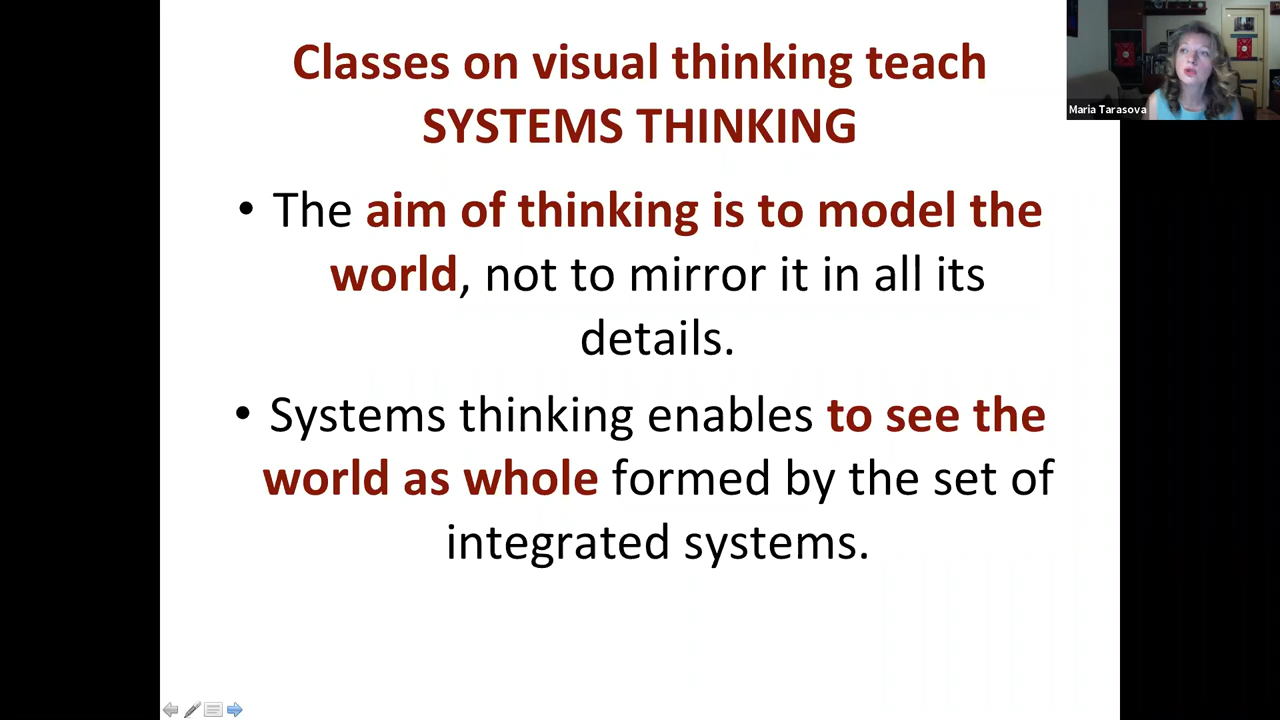 Classes on visual thinking teach
SYSTEMS THINKING
• The aim of thinking is to model the
world, not to mirror it in all its
details.
• Systems thinking enables to see the
world as whole formed by the set of
integrated systems.
Maria Tarasova